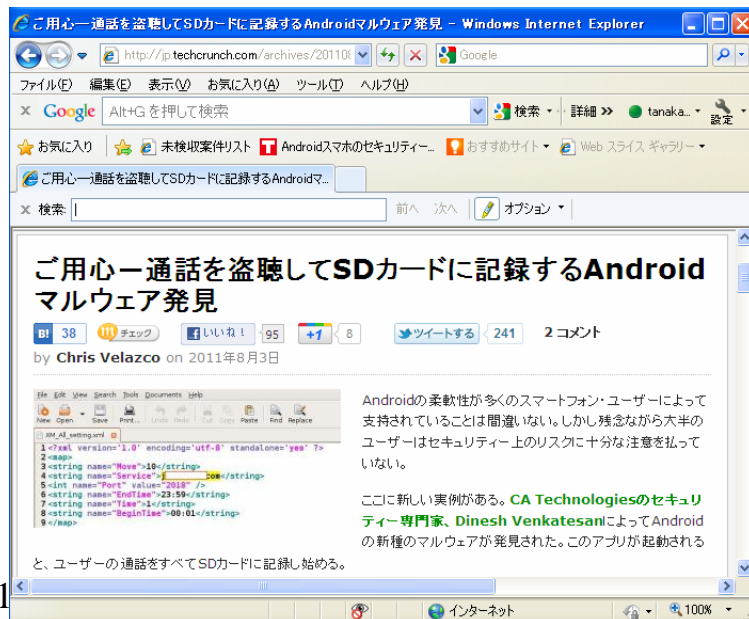 ご用心―通話を盗聴してSDカードに記録するAndroidマルウェア発見 - Windows Internet Explorer
http://jp.techcrunch.com/archives/20110
Google
ファイル(F) 編集(E) 表示(V) お気に入り(A) ツール(T) ヘルプ(H)
x Google Alt+G を押して検索 検索 詳細 >> tanaka... 設定
お気に入り 未検収案件リスト Androidスマホのセキュリティー... おすすめサイト Web スライス ギャラリー
ご用心―通話を盗聴してSDカードに記録するAndroidマ...
x 検索: 前へ 次へ オプション
ご用心―通話を盗聴してSDカードに記録するAndroid
マルウェア発見
B! 38 チェック いいね! 95 +1 8 ツイートする 241 2 コメント
by Chris Velazco on 2011年8月3日
File Edit View Search Tools Documents Help
New Open Save Print... Undo Redo Cut Copy Paste Find Replace
XM_All_setting.xml
1 <?xml version='1.0' encoding='utf-8' standalone='yes' ?>
2 <map>
3 <string name="Move">10</string>
4 <string name="Service">j com</string>
5 <int name="Port" value="2018" />
6 <string name="EndTime">23:59</string>
7 <string name="Time">1</string>
8 <string name="BeginTime">00:01</string>
9 </map>
Androidの柔軟性が多くのスマートフォン・ユーザーによって
支持されていることは間違いない。しかし残念ながら大半の
ユーザーはセキュリティー上のリスクに十分な注意を払って
いない。
ここに新しい実例がある。CA Technologiesのセキュリ
ティー専門家、Dinesh VenkatesanによってAndroid
の新種のマルウェアが発見された。このアプリが起動される
と、ユーザーの通話をすべてSDカードに記録し始める。
1
インターネット 100%